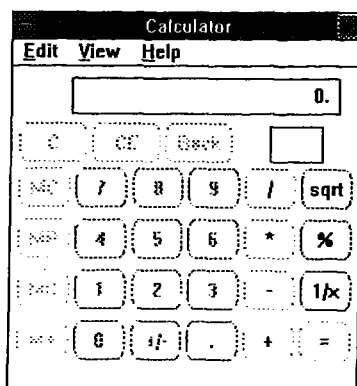 Calculator
Edit View Help
0.
C CE Back
MC 7 8 9 / sqrt
MR 4 5 6 * %
1 2 3 - 1/x
M+ 0 +/- . + =